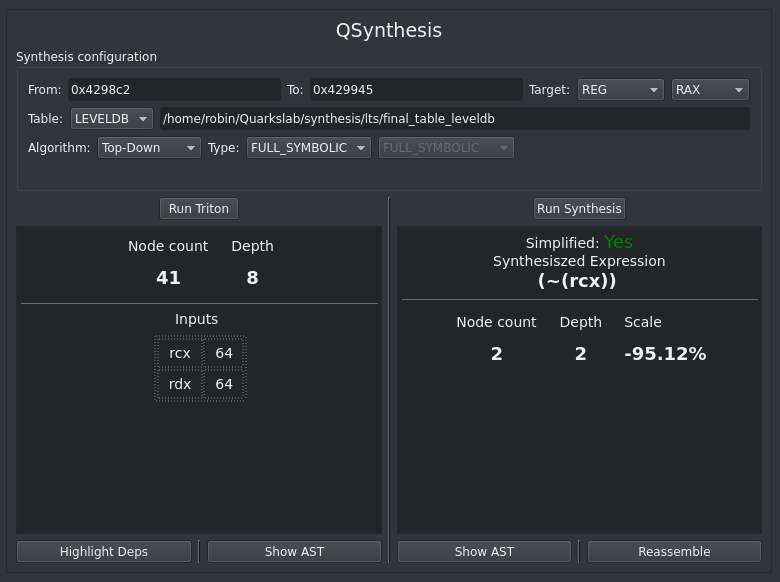 QSynthesis
Synthesis configuration
From: 0x4298c2 To: 0x429945 Target: REG RAX
Table: LEVELDB /home/robin/Quarkslab/synthesis/lts/final_table_leveldb
Algorithm: Top-Down Type: FULL_SYMBOLIC FULL_SYMBOLIC
Run Triton
Node count Depth
41 8
Inputs
rcx 64
rdx 64
Highlight Deps Show AST
Run Synthesis
Simplified: Yes
Synthesiszed Expression
(~(rcx))
Node count Depth Scale
2 2 -95.12%
Show AST Reassemble